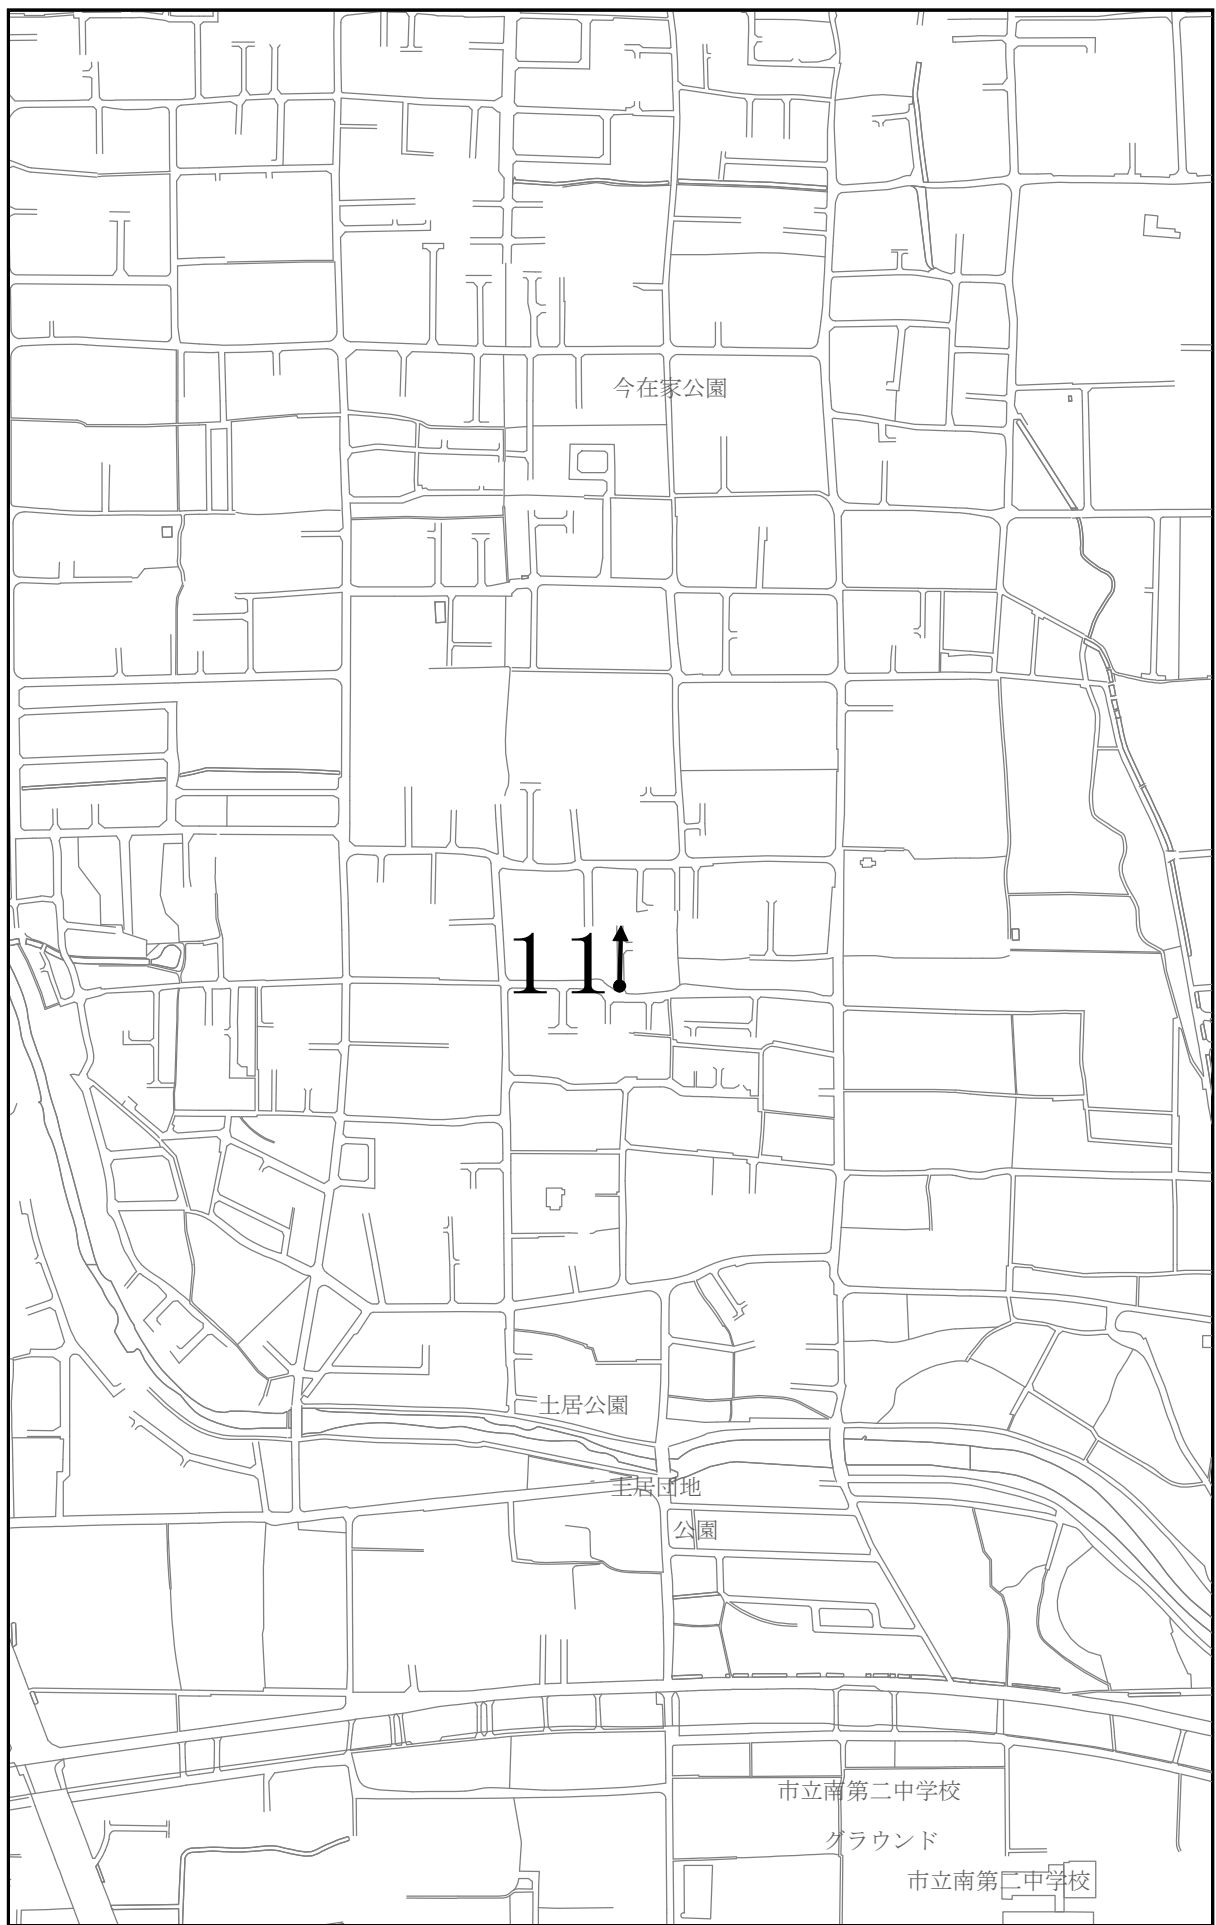 今在家公園
11
土居公園
土居団地
公園
市立南第二中学校
グラウンド
市立南第二中学校